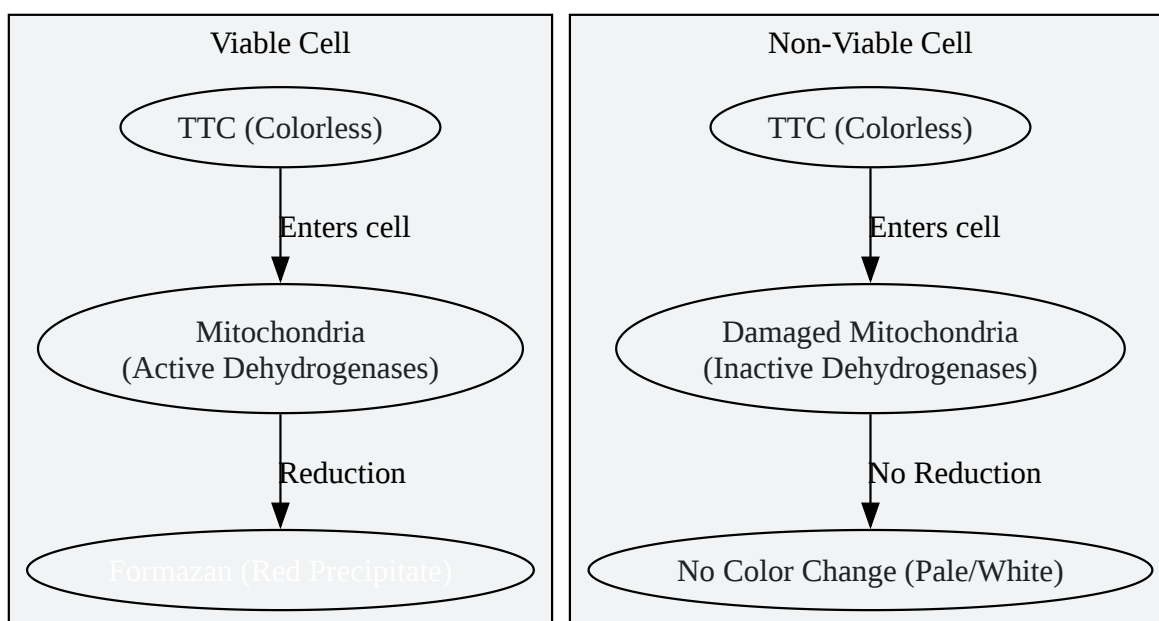 Viable Cell
TTC (Colorless)
Enters cell
Mitochondria
(Active Dehydrogenases)
Reduction
Formazan (Red Precipitate)
Non-Viable Cell
TTC (Colorless)
Enters cell
Damaged Mitochondria
(Inactive Dehydrogenases)
No Reduction
No Color Change (Pale/White)